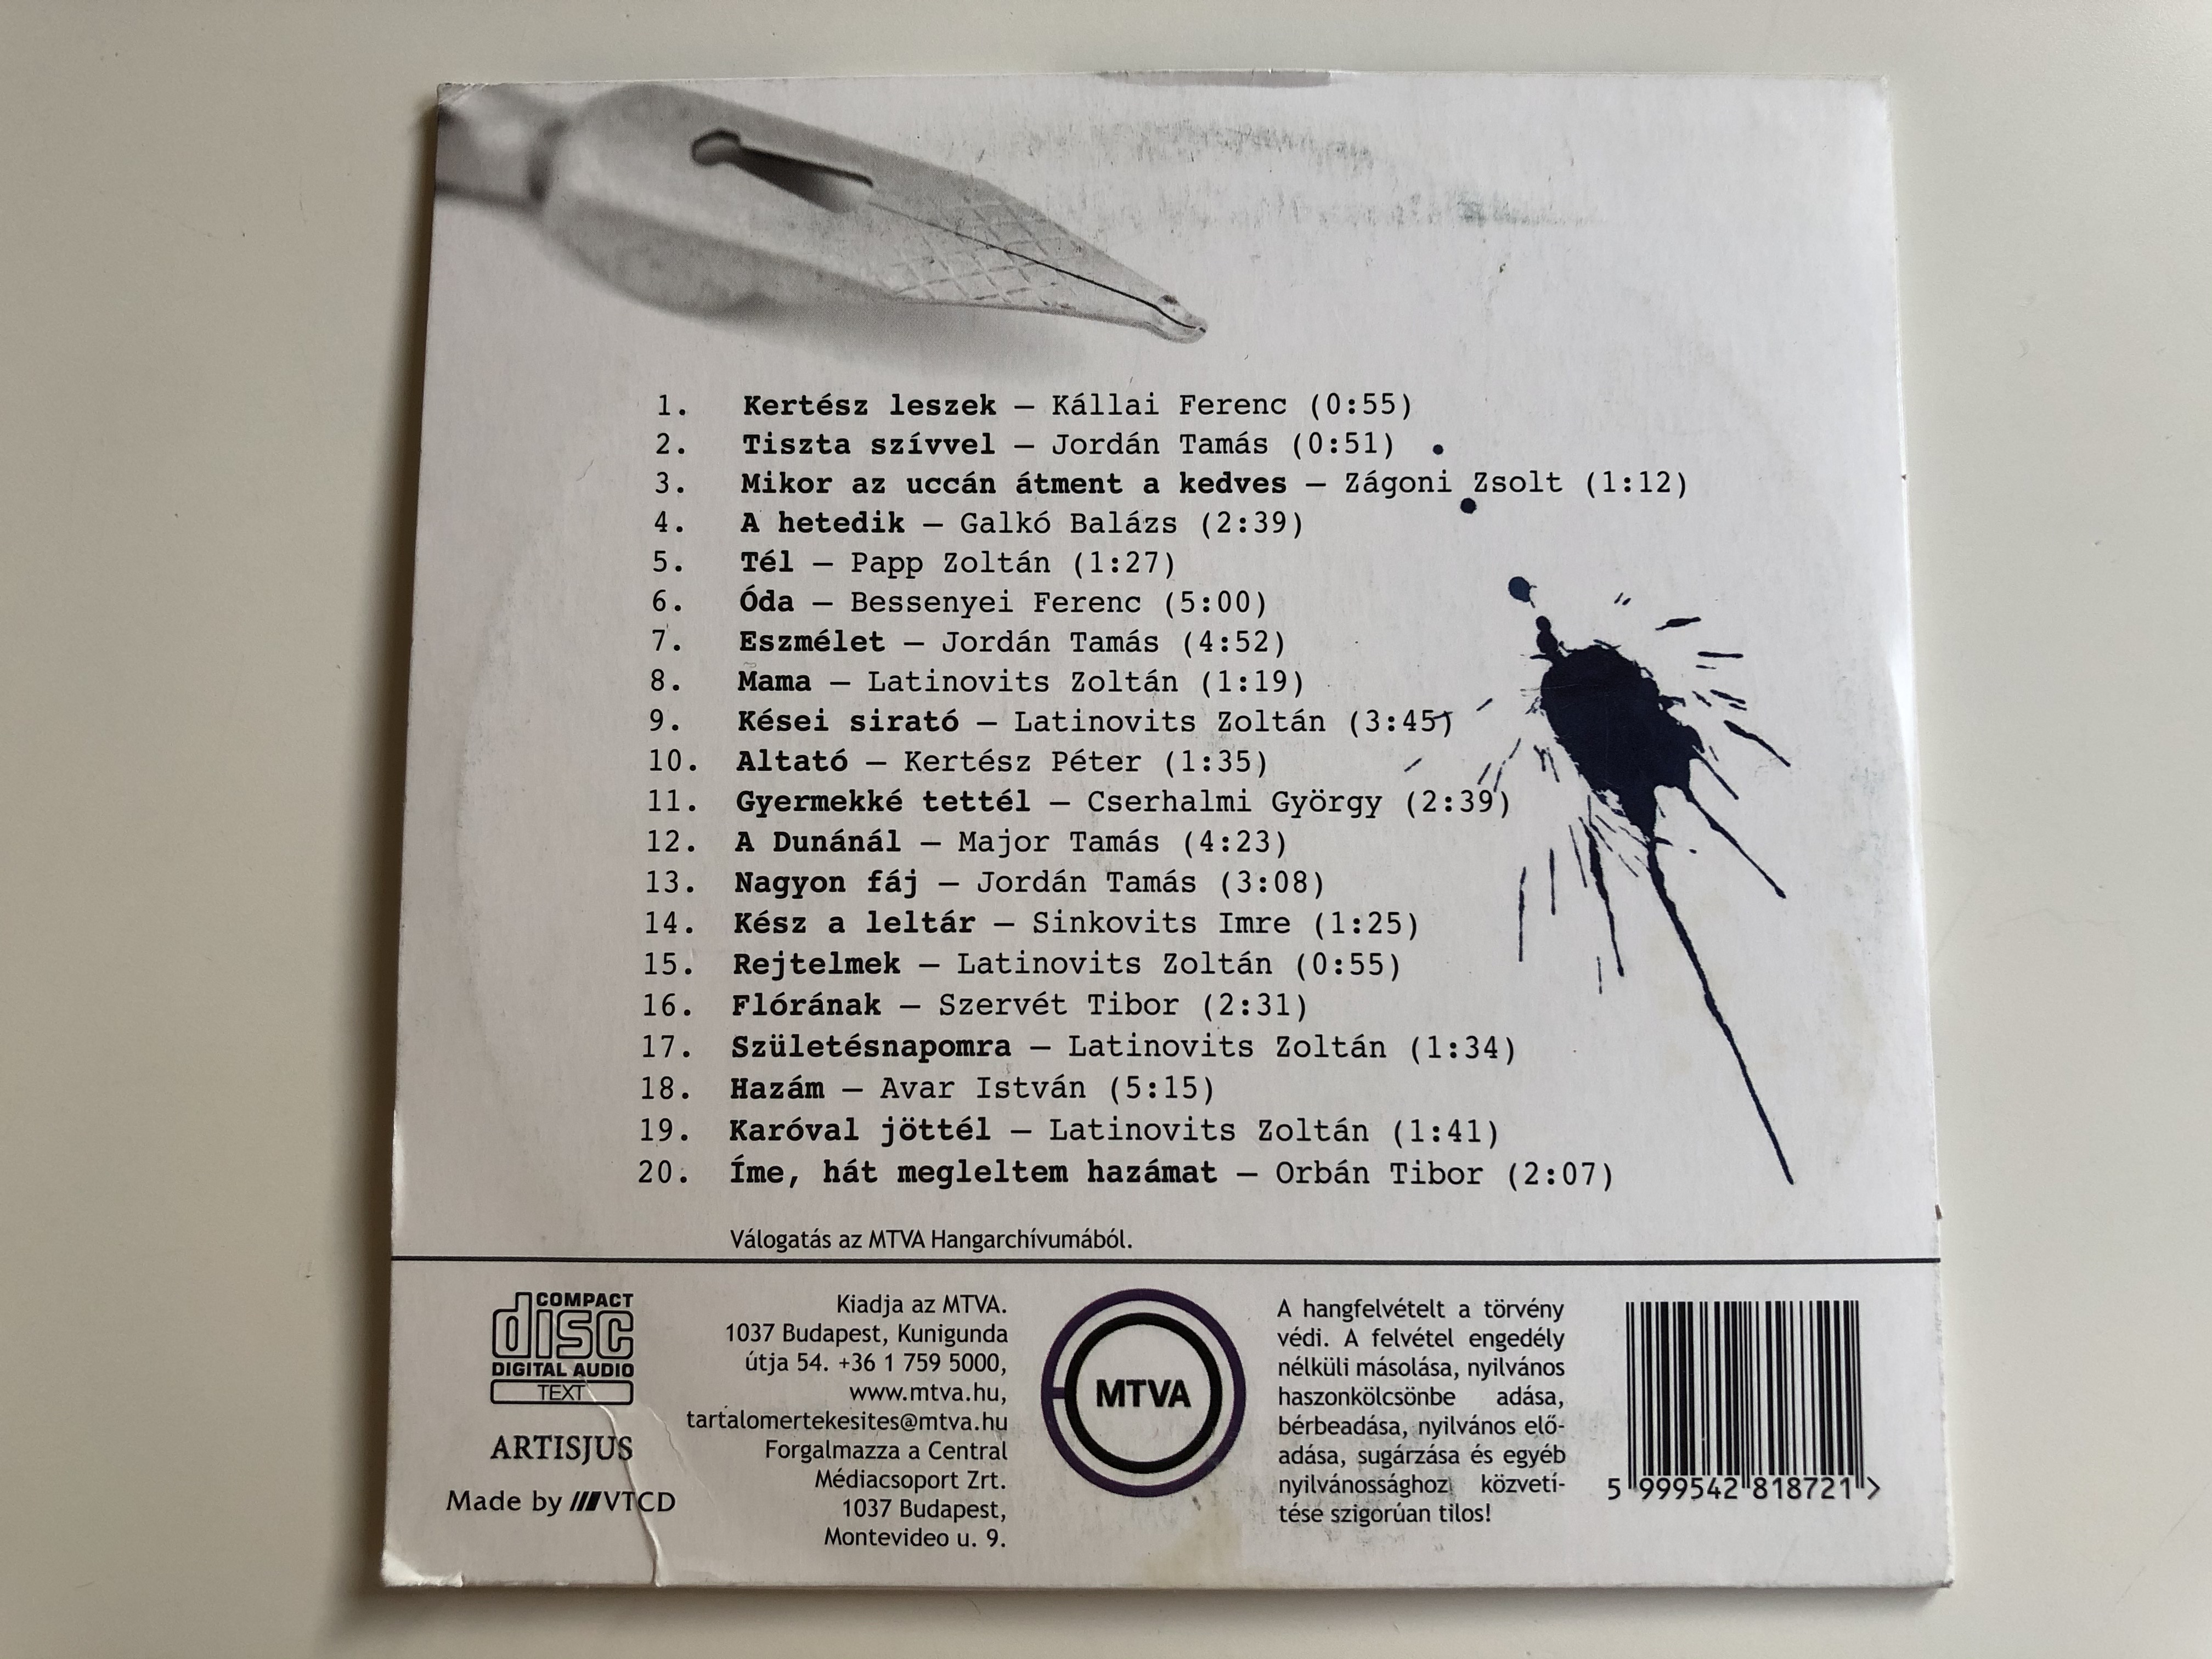 1. Kertész leszek – Kállai Ferenc (0:55)
2. Tiszta szívvel – Jordán Tamás (0:51)
3. Mikor az uccán átment a kedves – Zágoni Zsolt (1:12)
4. A hetedik – Galkó Balázs (2:39)
5. Tél – Papp Zoltán (1:27)
6. Óda – Bessenyei Ferenc (5:00)
7. Eszmélet – Jordán Tamás (4:52)
8. Mama – Latinovits Zoltán (1:19)
9. Kései sirató – Latinovits Zoltán (3:45)
10. Altató – Kertész Péter (1:35)
11. Gyermekké tettél – Cserhalmi György (2:39)
12. A Dunánál – Major Tamás (4:23)
13. Nagyon fáj – Jordán Tamás (3:08)
14. Kész a leltár – Sinkovits Imre (1:25)
15. Rejtelmek – Latinovits Zoltán (0:55)
16. Flórának – Szervét Tibor (2:31)
17. Születésnapomra – Latinovits Zoltán (1:34)
18. Hazám – Avar István (5:15)
19. Karóval jöttél – Latinovits Zoltán (1:41)
20. Íme, hát megleltem hazámat – Orbán Tibor (2:07)
Válogatás az MTVA Hangarchívumából.
COMPACT
disc
DIGITAL AUDIO
TEXT
ARTISJUS
Made by VTCD
Kiadja az MTVA.
1037 Budapest, Kunigunda
útja 54. +36 1 759 5000,
www.mtva.hu,
tartalomertekesites@mtva.hu
Forgalmazza a Central
Médiacsoport Zrt.
1037 Budapest,
Montevideo u. 9.
MTVA
A hangfelvételt a törvény
védi. A felvétel engedély
nélküli másolása, nyilvános
haszonkölcsönbe adása,
bérbeadása, nyilvános elő-
adása, sugárzása és egyéb
nyilvánossághoz közvetí-
tése szigorúan tilos!
5 999542 818721 >